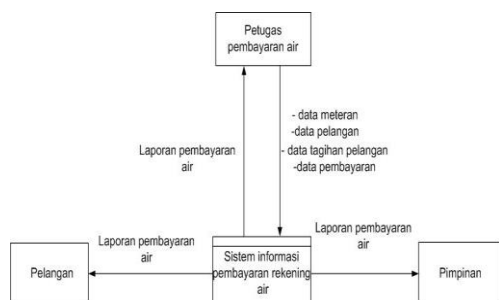 Petugas
pembayaran air
- data meteran
-data pelangan
- data tagihan pelangan
-data pembayaran
Laporan pembayaran
air
Laporan pembayaran
air
Laporan pembayaran
air
Pelangan
Sistem informasi
pembayaran rekening
air
Pimpinan